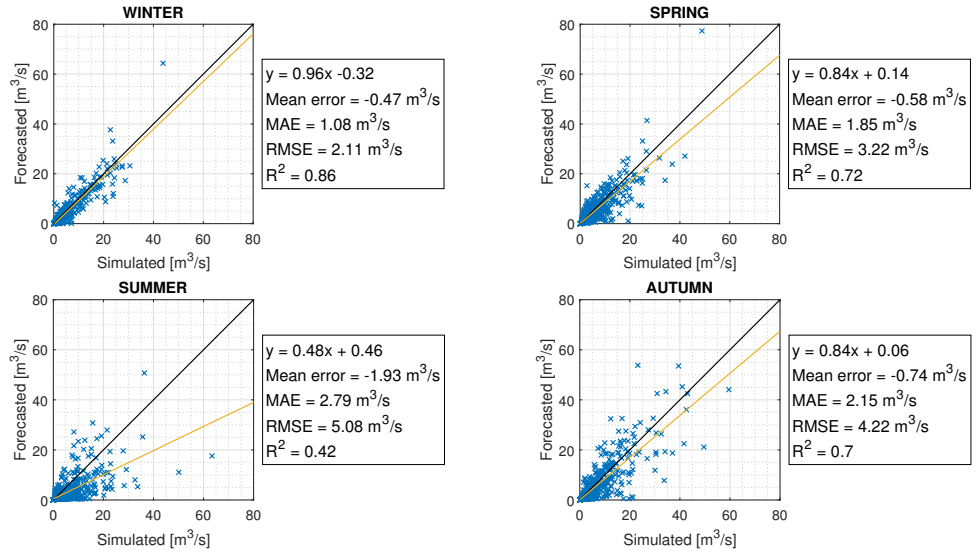 WINTER
80
60
40
20
0
Forecasted [m³/s]
0 20 40 60 80
Simulated [m³/s]
y = 0.96x -0.32
Mean error = -0.47 m³/s
MAE = 1.08 m³/s
RMSE = 2.11 m³/s
R² = 0.86
SPRING
80
60
40
20
0
Forecasted [m³/s]
0 20 40 60 80
Simulated [m³/s]
y = 0.84x + 0.14
Mean error = -0.58 m³/s
MAE = 1.85 m³/s
RMSE = 3.22 m³/s
R² = 0.72
SUMMER
80
60
40
20
0
Forecasted [m³/s]
0 20 40 60 80
Simulated [m³/s]
y = 0.48x + 0.46
Mean error = -1.93 m³/s
MAE = 2.79 m³/s
RMSE = 5.08 m³/s
R² = 0.42
AUTUMN
80
60
40
20
0
Forecasted [m³/s]
0 20 40 60 80
Simulated [m³/s]
y = 0.84x + 0.06
Mean error = -0.74 m³/s
MAE = 2.15 m³/s
RMSE = 4.22 m³/s
R² = 0.7